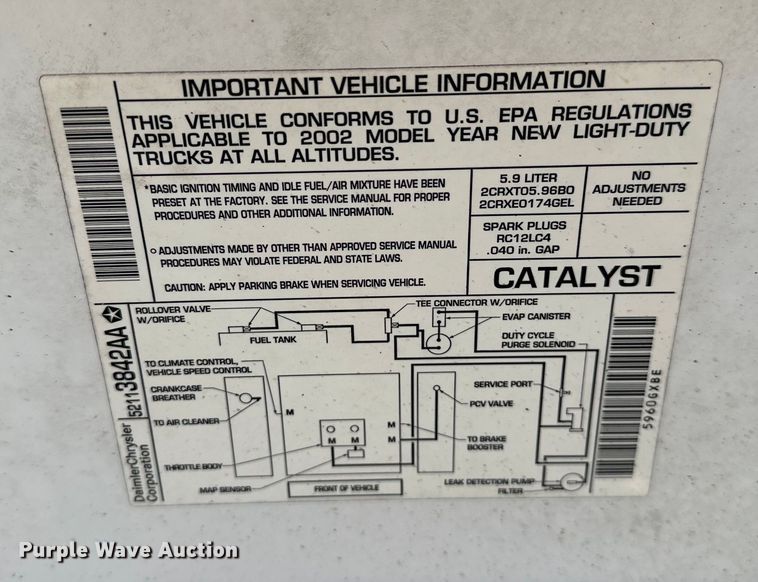 IMPORTANT VEHICLE INFORMATION
THIS VEHICLE CONFORMS TO U.S. EPA REGULATIONS
APPLICABLE TO 2002 MODEL YEAR NEW LIGHT-DUTY
TRUCKS AT ALL ALTITUDES.
*BASIC IGNITION TIMING AND IDLE FUEL/AIR MIXTURE HAVE BEEN
PRESET AT THE FACTORY. SEE THE SERVICE MANUAL FOR PROPER
PROCEDURES AND OTHER ADDITIONAL INFORMATION.
○ ADJUSTMENTS MADE BY OTHER THAN APPROVED SERVICE MANUAL
PROCEDURES MAY VIOLATE FEDERAL AND STATE LAWS.
CAUTION: APPLY PARKING BRAKE WHEN SERVICING VEHICLE.
5.9 LITER
2CRXT05.96B0
2CRXE0174GEL
NO
ADJUSTMENTS
NEEDED
SPARK PLUGS
RC12LC4
.040 in. GAP
CATALYST
DaimlerChrysler
Corporation
52113842AA
ROLLOVER VALVE
W/ORIFICE
FUEL TANK
TEE CONNECTOR W/ORIFICE
EVAP CANISTER
DUTY CYCLE
PURGE SOLENOID
TO CLIMATE CONTROL,
VEHICLE SPEED CONTROL
CRANKCASE
BREATHER
TO AIR CLEANER
THROTTLE BODY
MAP SENSOR
M
M
M
M
M
FRONT OF VEHICLE
SERVICE PORT
PCV VALVE
TO BRAKE
BOOSTER
LEAK DETECTION PUMP
FILTER
5960GXBE
Purple Wave Auction